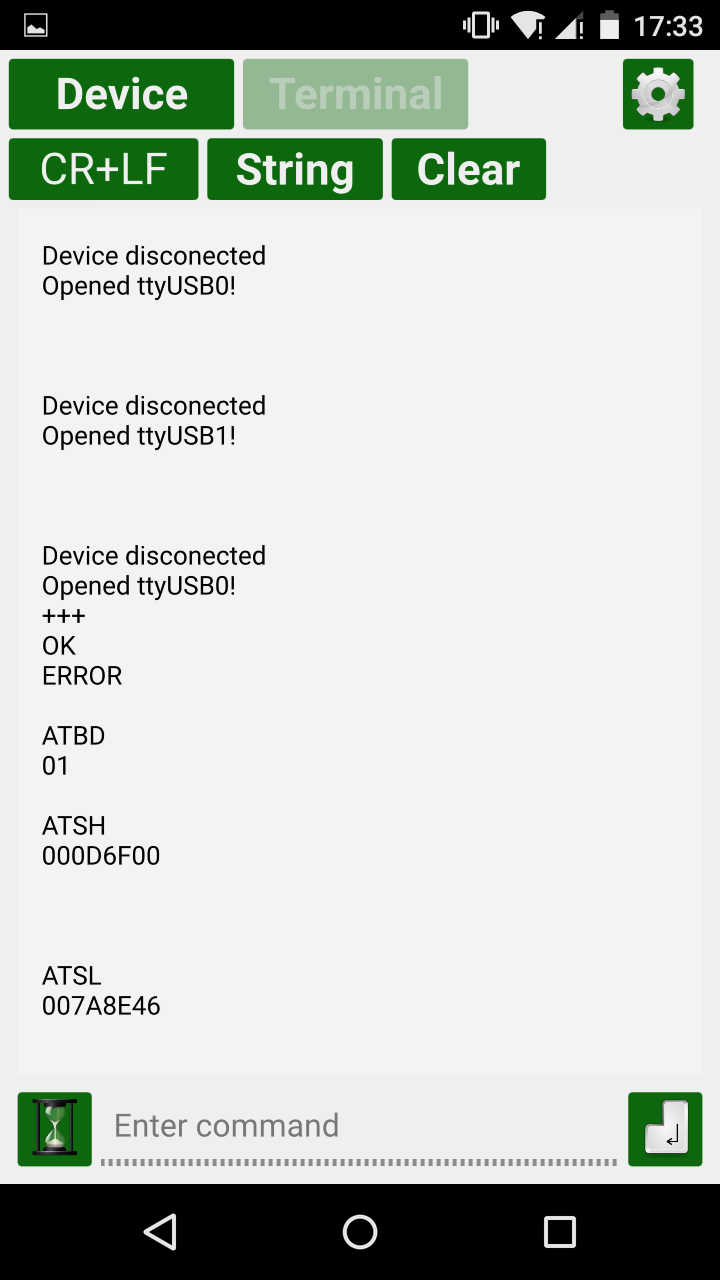 17:33
Device
Terminal
CR+LF
String
Clear
Device disconected
Opened ttyUSB0!
Device disconected
Opened ttyUSB1!
Device disconected
Opened ttyUSB0!
+++
OK
ERROR
ATBD
01
ATSH
000D6F00
ATSL
007A8E46
Enter command